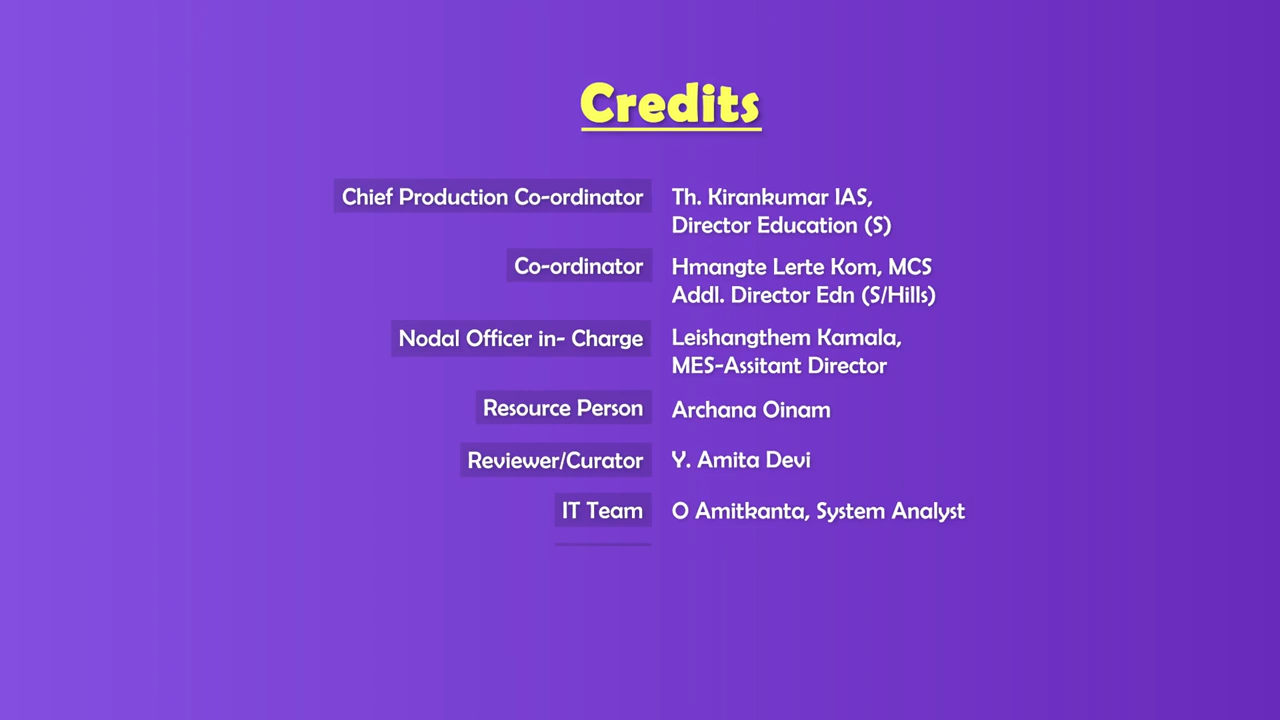 Credits
Chief Production Co-ordinator Th. Kirankumar IAS,
Director Education (S)
Co-ordinator Hmangte Lerte Kom, MCS
Addl. Director Edn (S/Hills)
Nodal Officer in- Charge Leishangthem Kamala,
MES-Assitant Director
Resource Person Archana Oinam
Reviewer/Curator Y. Amita Devi
IT Team O Amitkanta, System Analyst